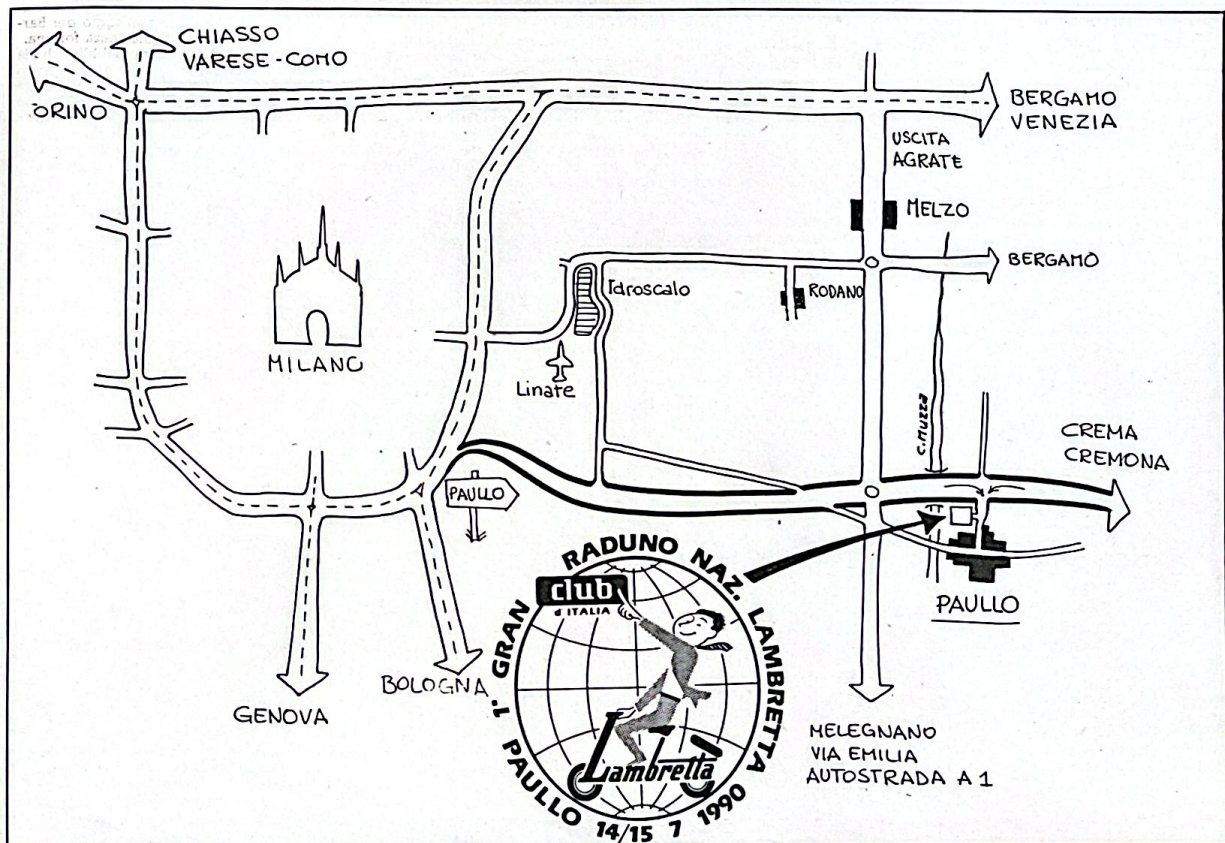 CHIASSO
VARESE - COMO
ORINO
BERGAMO
VENEZIA
USCITA
AGRATE
MELZO
BERGAMO
Idroscalo
RODANO
MILANO
Linate
C. MUZZA
CREMA
CREMONA
PAULLO
PAULLO
GENOVA
BOLOGNA
MELEGNANO
VIA EMILIA
AUTOSTRADA A 1
1° GRAN RADUNO NAZ. LAMBRETTA
club
d'ITALIA
Lambretta
PAULLO 14/15 7 1990